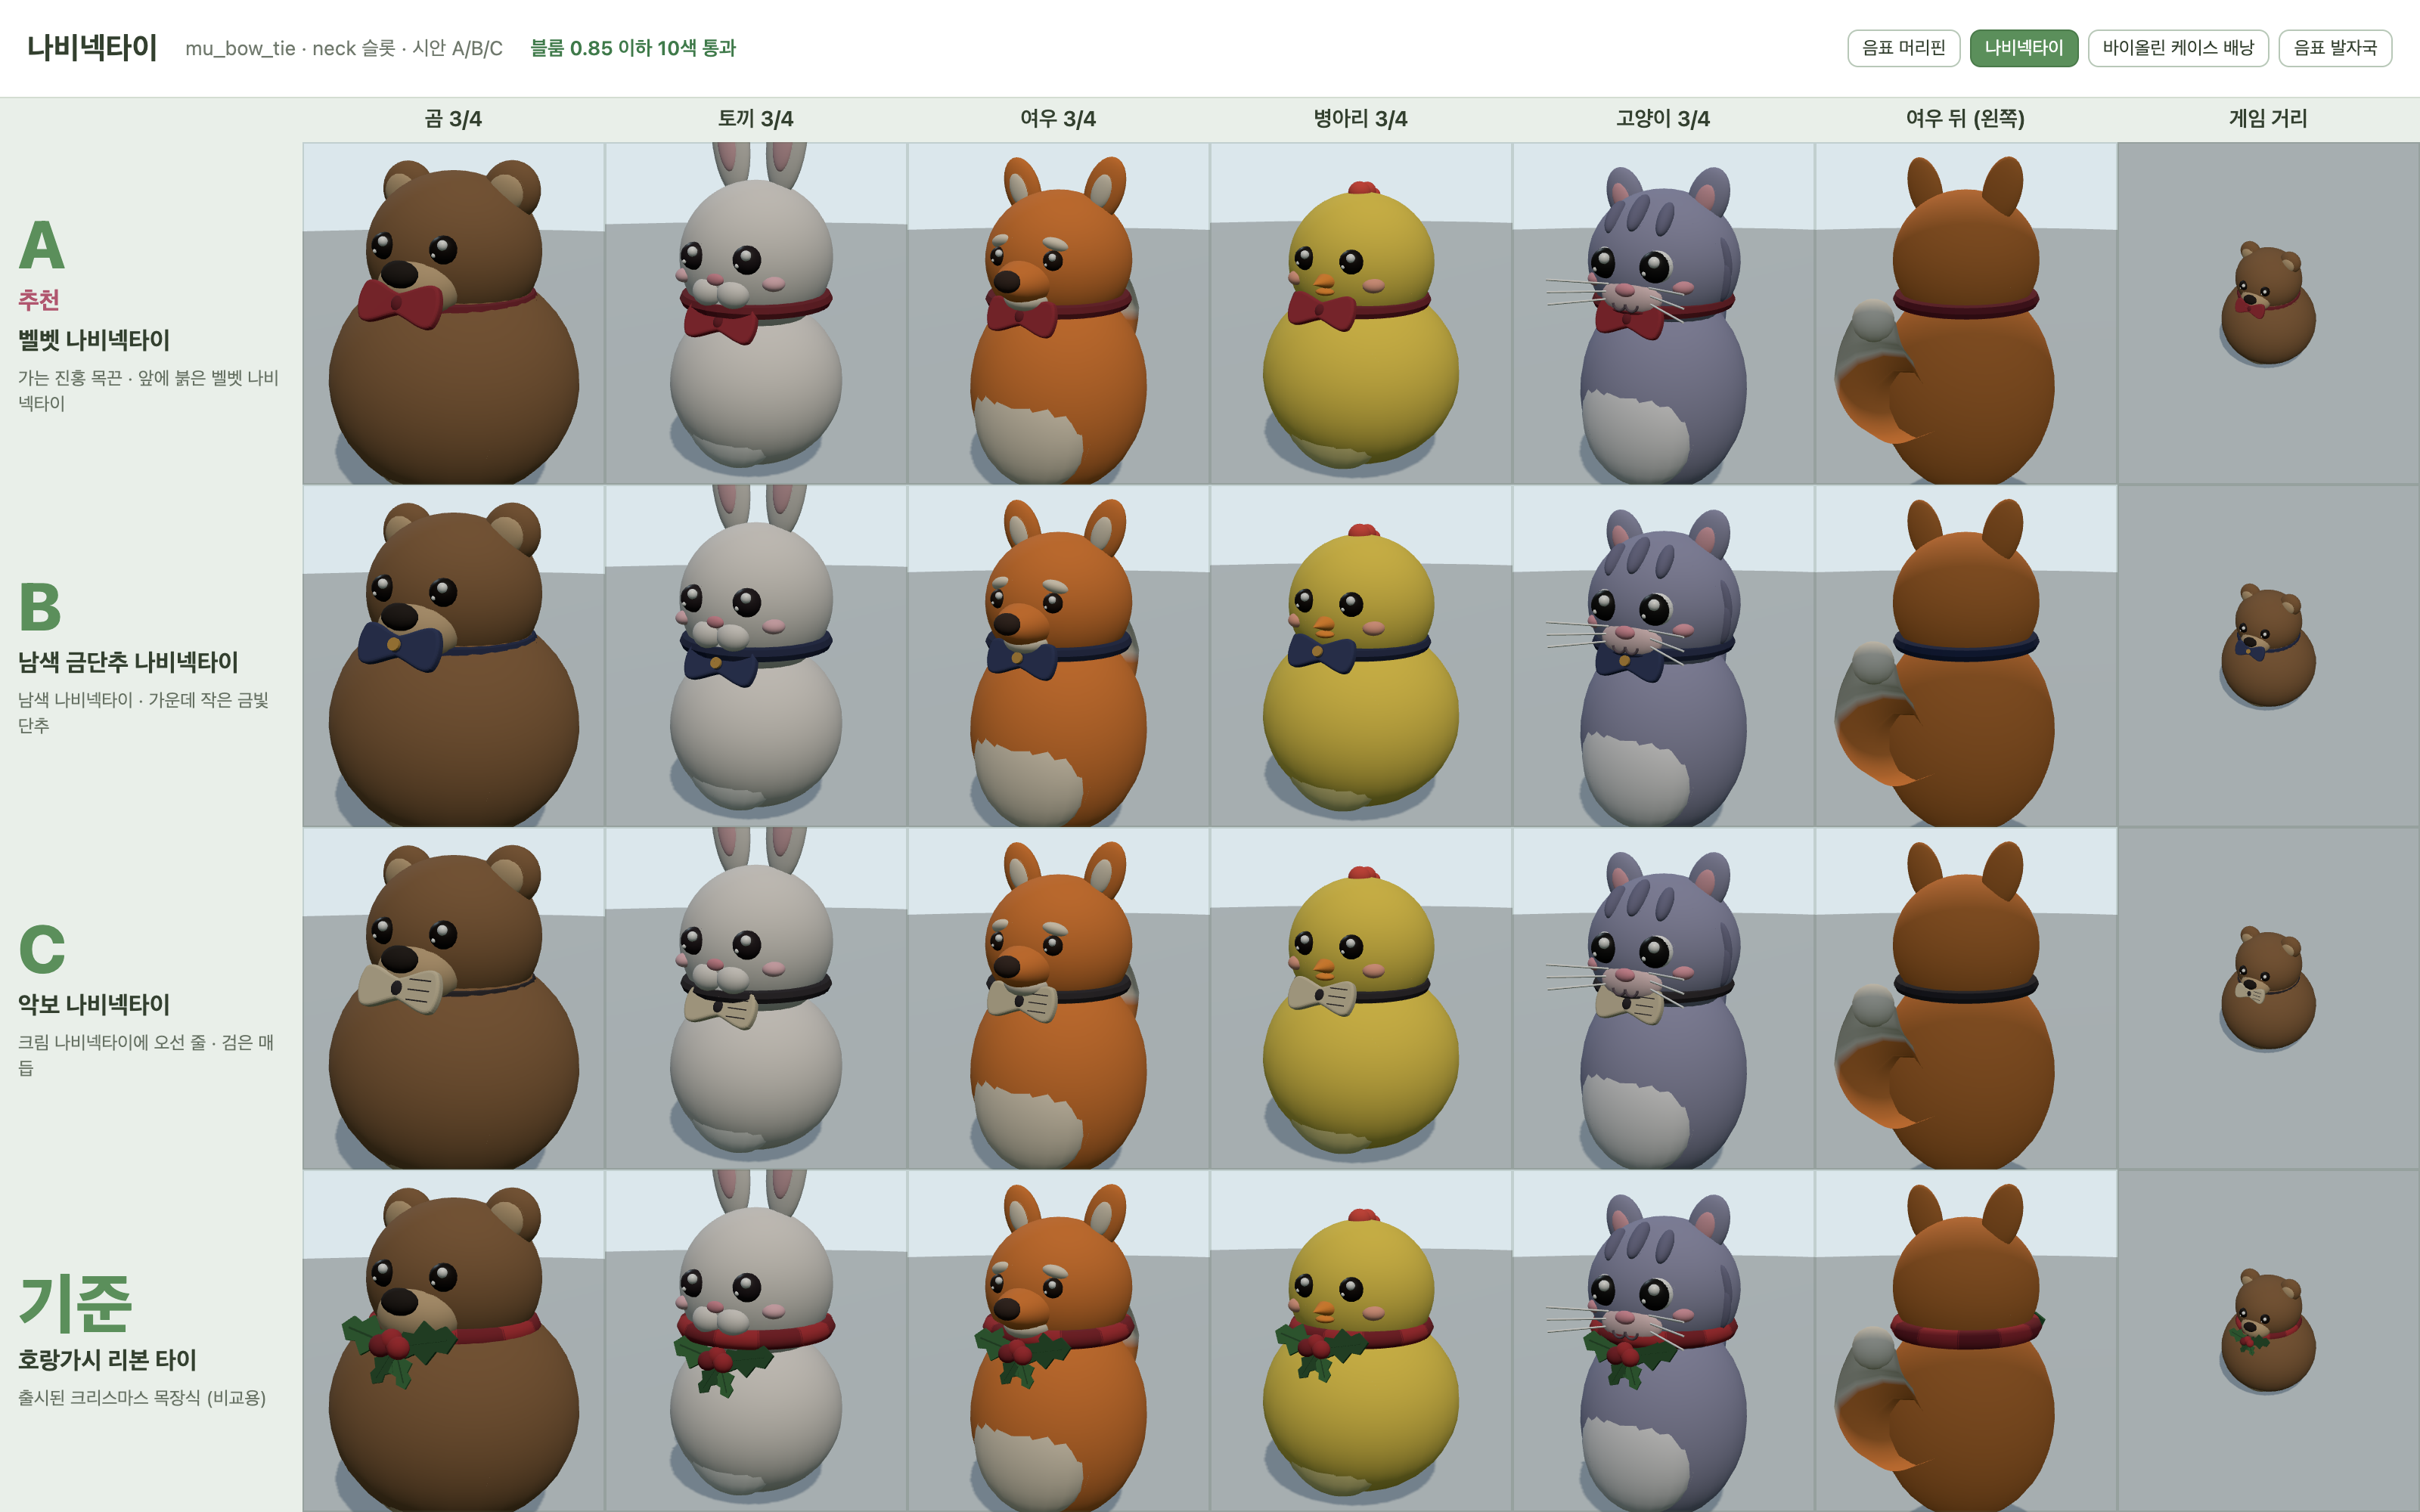 나비넥타이 mu_bow_tie · neck 슬롯 · 시안 A/B/C 블룸 0.85 이하 10색 통과 음표 머리핀 나비넥타이 바이올린 케이스 배낭 음표 발자국
곰 3/4 토끼 3/4 여우 3/4 병아리 3/4 고양이 3/4 여우 뒤 (왼쪽) 게임 거리
A
추천
벨벳 나비넥타이
가는 진홍 목끈 · 앞에 붉은 벨벳 나비
넥타이
B
남색 금단추 나비넥타이
남색 나비넥타이 · 가운데 작은 금빛
단추
C
악보 나비넥타이
크림 나비넥타이에 오선 줄 · 검은 매
듭
기준
호랑가시 리본 타이
출시된 크리스마스 목장식 (비교용)